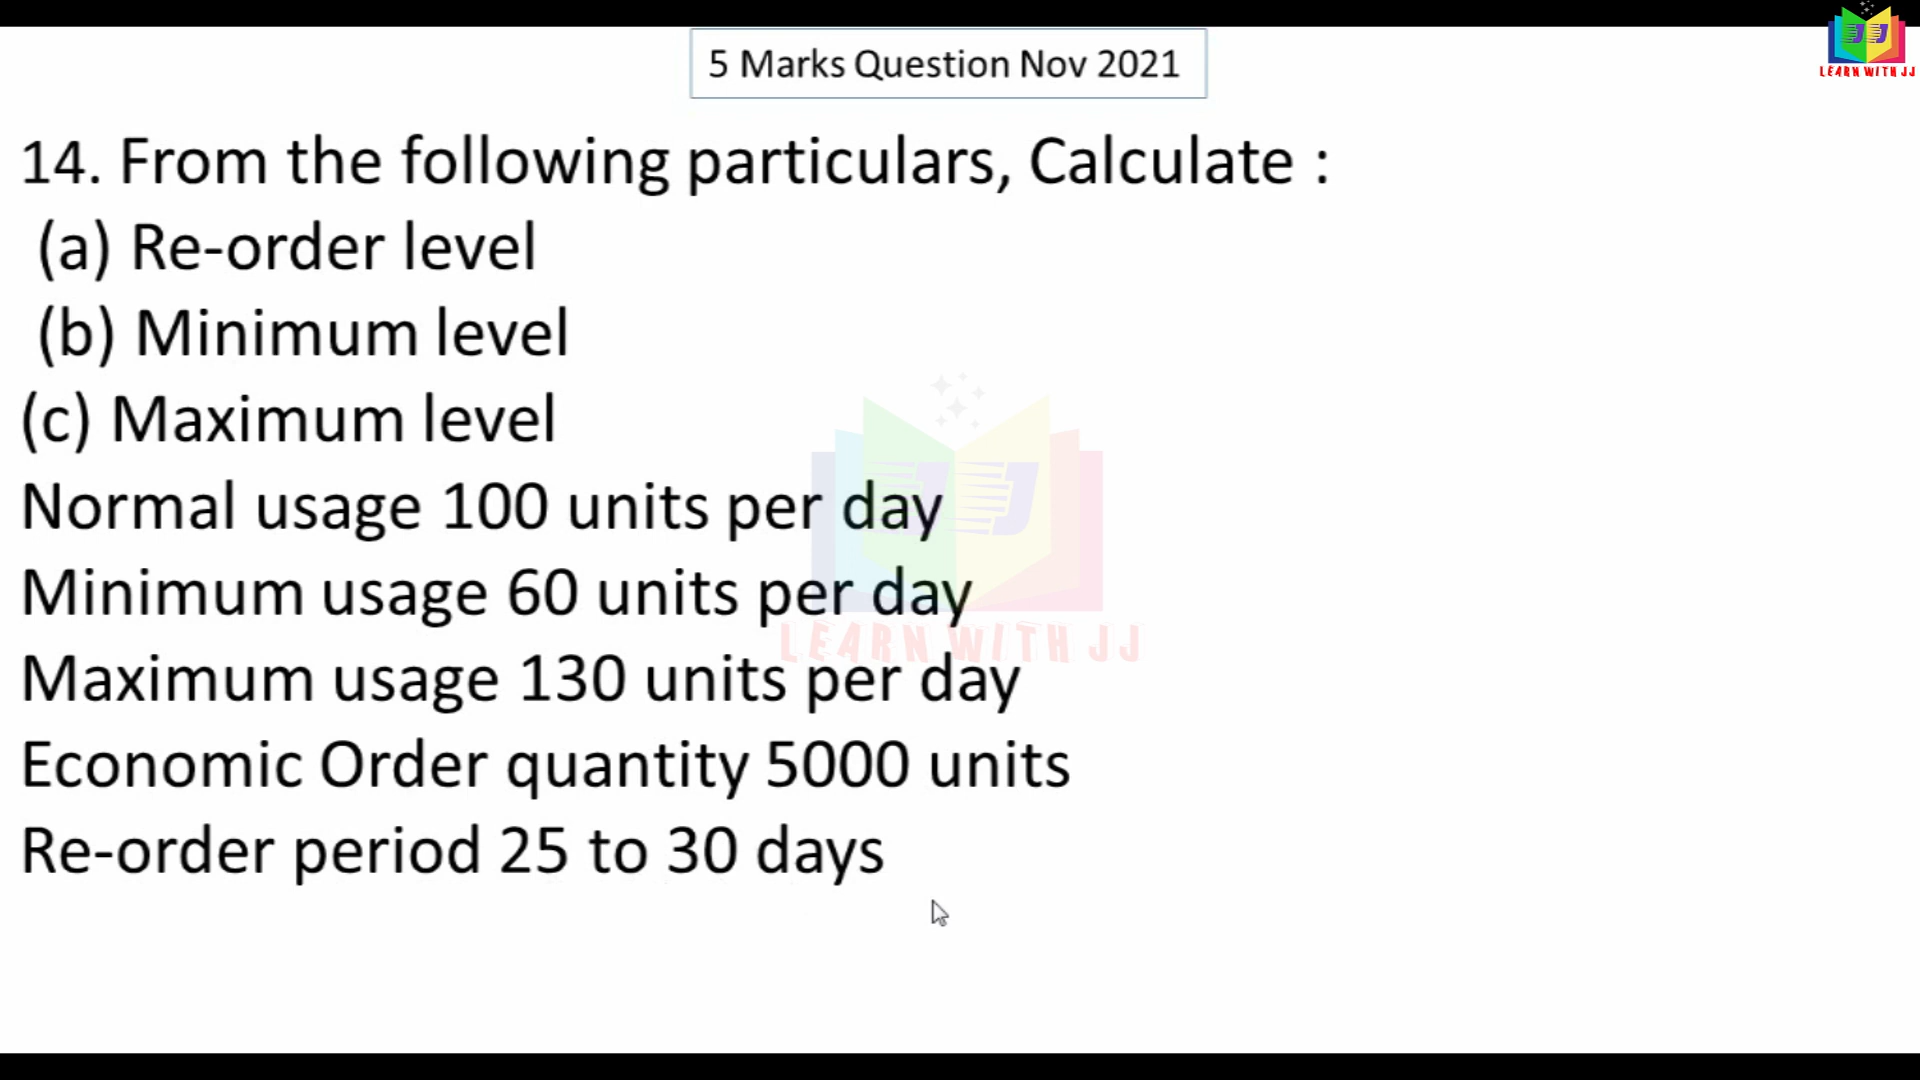 5 Marks Question Nov 2021
LEARN WITH JJ
14. From the following particulars, Calculate :
(a) Re-order level
(b) Minimum level
(c) Maximum level
Normal usage 100 units per day
Minimum usage 60 units per day
LEARN WITH JJ
Maximum usage 130 units per day
Economic Order quantity 5000 units
Re-order period 25 to 30 days